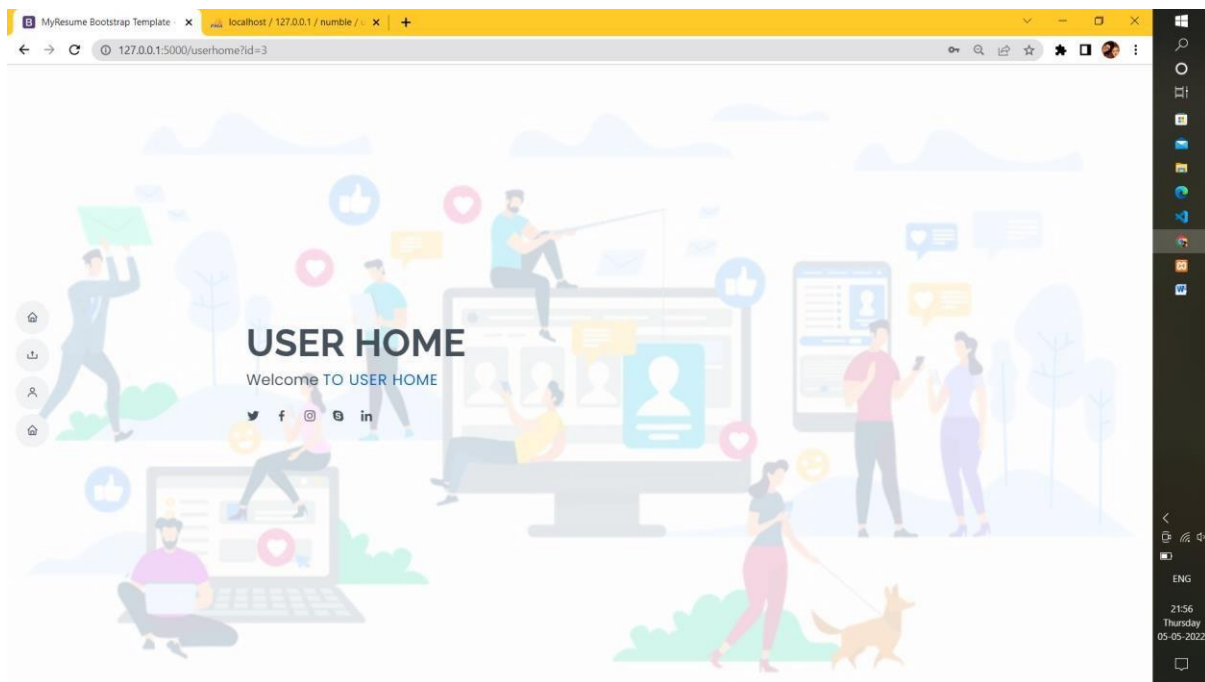 MyResume Bootstrap Template -
localhost / 127.0.0.1 / numble /
127.0.0.1:5000/userhome?id=3
USER HOME
Welcome TO USER HOME
ENG
21:56
Thursday
05-05-2022